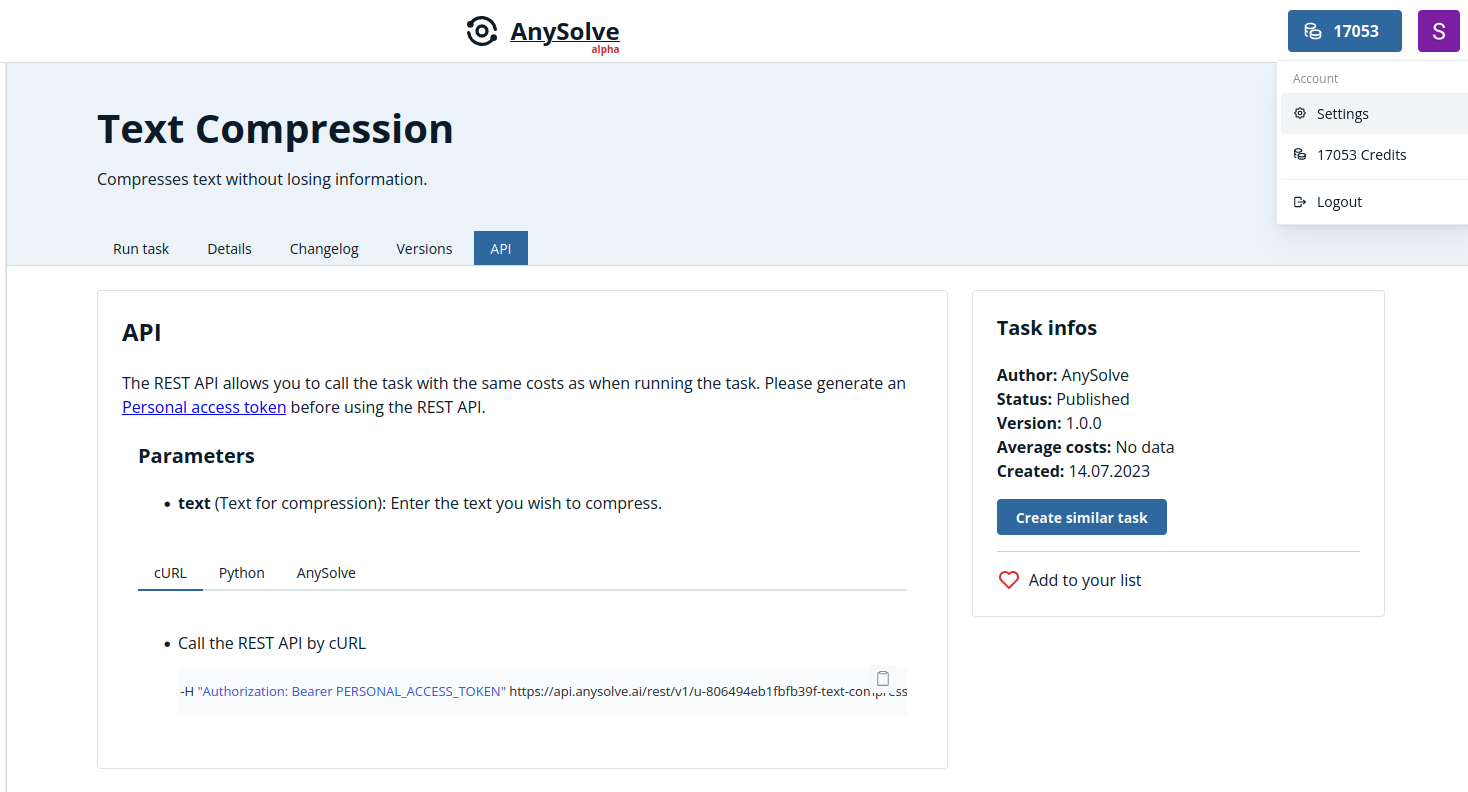 AnySolve
alpha
17053
S
Account
Settings
17053 Credits
Logout
Text Compression
Compresses text without losing information.
Run task Details Changelog Versions API
API
The REST API allows you to call the task with the same costs as when running the task. Please generate an
Personal access token before using the REST API.
Parameters
• text (Text for compression): Enter the text you wish to compress.
cURL Python AnySolve
• Call the REST API by cURL
-H "Authorization: Bearer PERSONAL_ACCESS_TOKEN" https://api.anysolve.ai/rest/v1/u-806494eb1fbfb39f-text-compress
Task infos
Author: AnySolve
Status: Published
Version: 1.0.0
Average costs: No data
Created: 14.07.2023
Create similar task
Add to your list